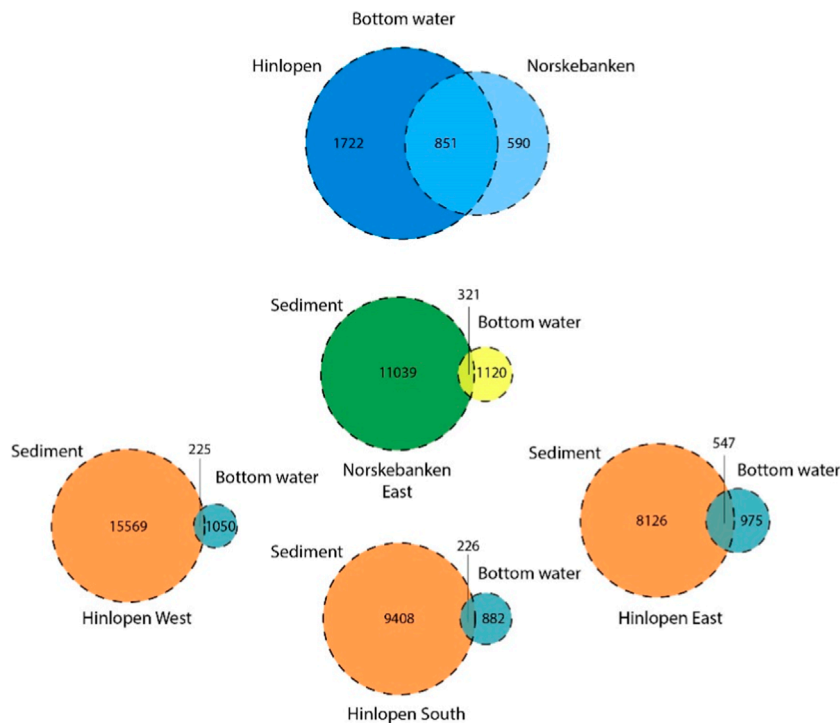 Bottom water
Hinlopen
Norskebanken
1722
851
590
321
Sediment
Bottom water
11039
1120
Norskebanken
East
225
Sediment
Bottom water
15569
1050
Hinlopen West
547
Sediment
Bottom water
8126
975
Hinlopen East
226
Sediment
Bottom water
9408
882
Hinlopen South